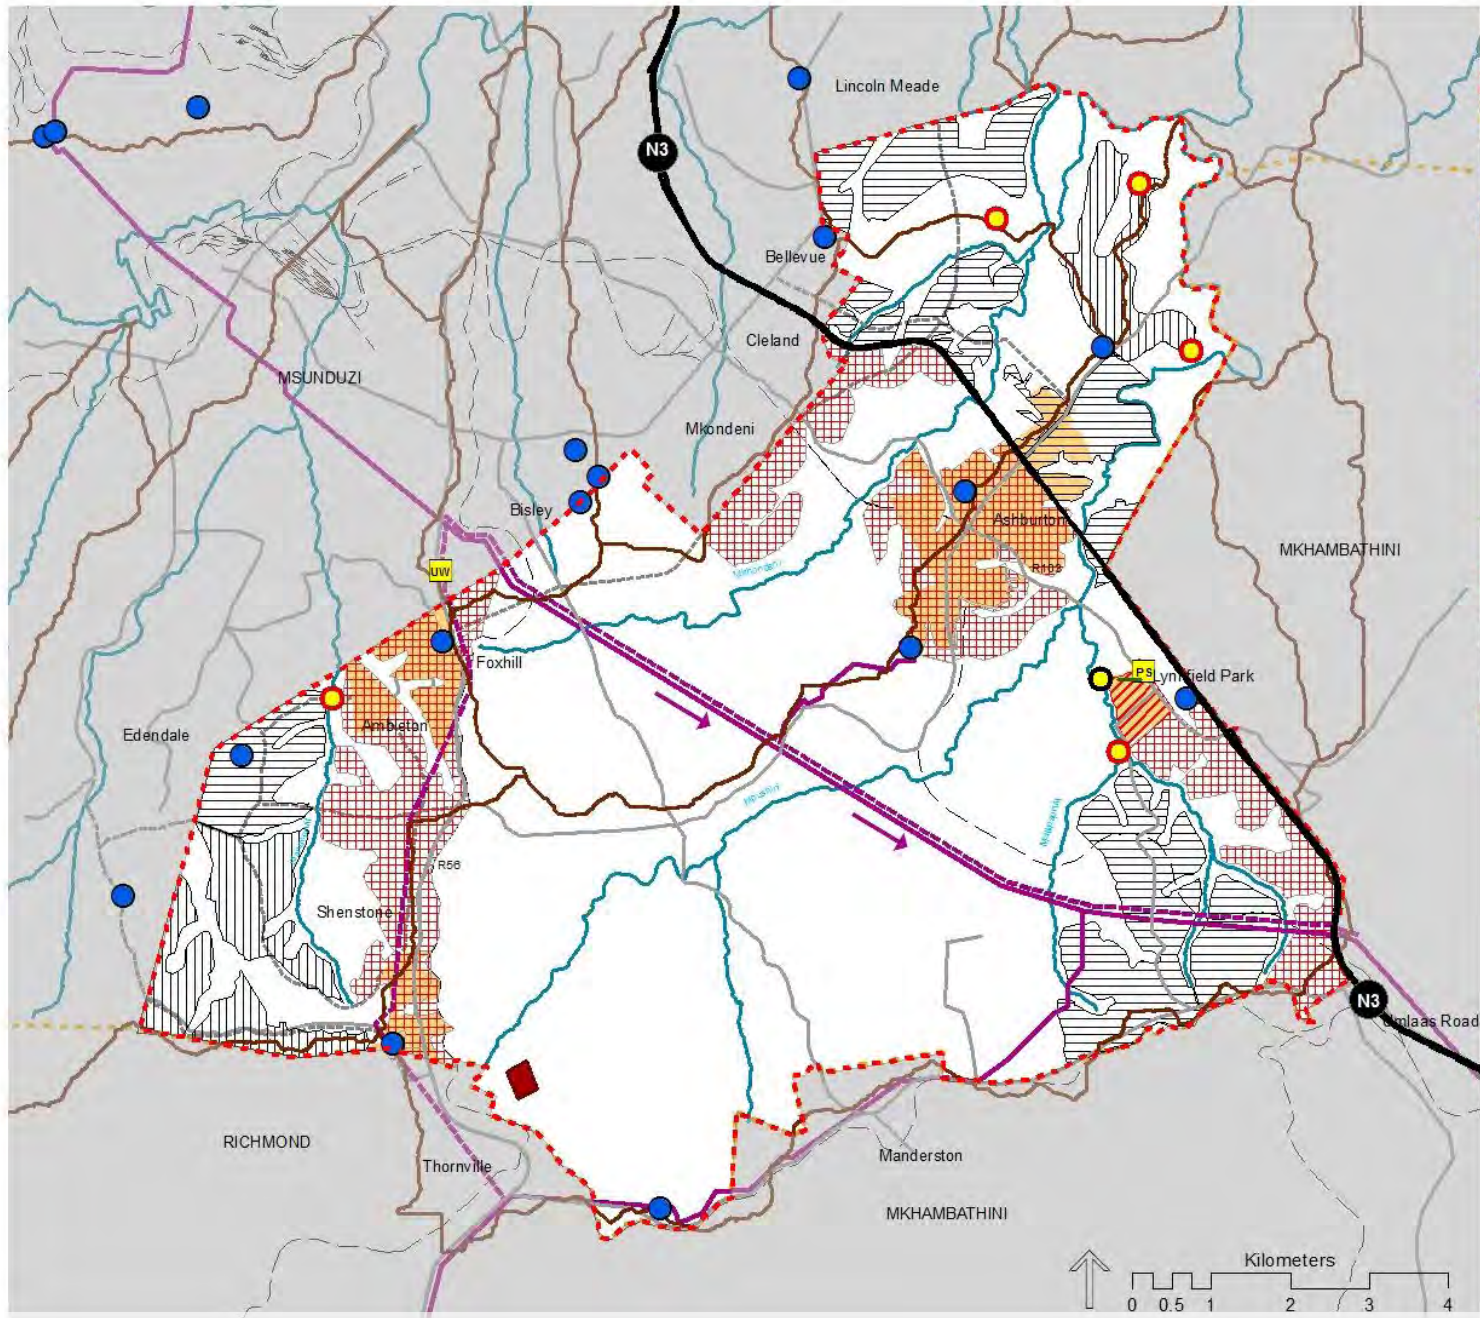 Lincoln Meade
N3
Bellevue
Cleland
MSUNDUZI
Mkondeni
Bisley
Ashburton
MKHAMBATHINI
R103
UW
Foxhill
PS
Lynnfield Park
Ambleton
Edendale
R56
Shenstone
N3
Umlaas Road
RICHMOND
Thornville
Manderston
MKHAMBATHINI
Kilometers
0 0.5 1 2 3 4